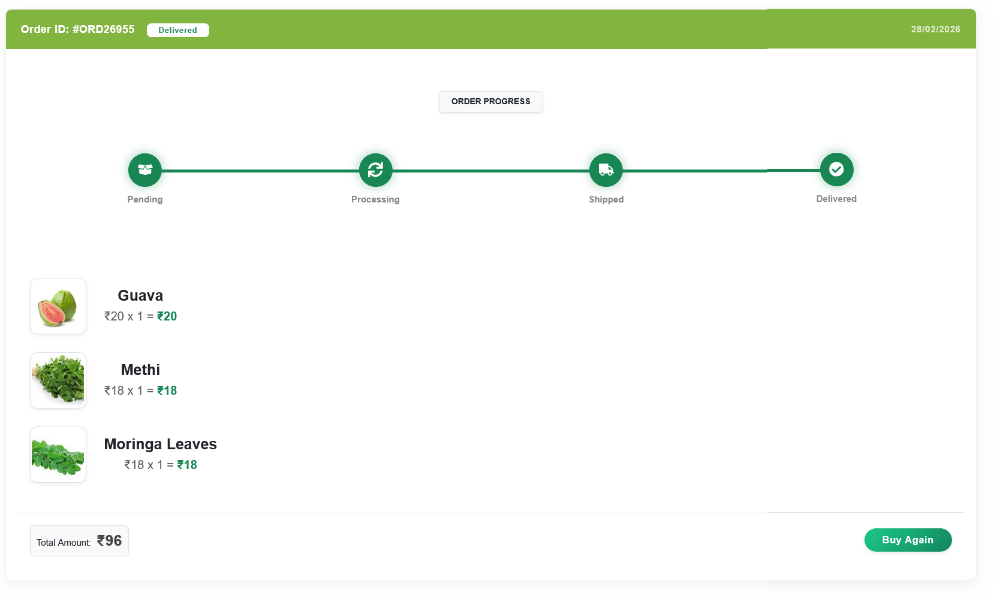 Order ID: #ORD26955 Delivered 28/02/2026
ORDER PROGRESS
Pending Processing Shipped Delivered
Guava
₹20 x 1 = ₹20
Methi
₹18 x 1 = ₹18
Moringa Leaves
₹18 x 1 = ₹18
Total Amount: ₹96 Buy Again